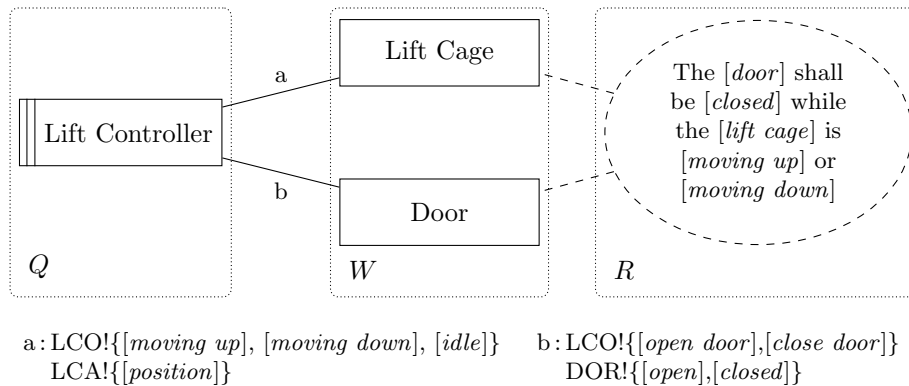 Lift Controller
Q
a
b
Lift Cage
Door
W
The [door] shall
be [closed] while
the [lift cage] is
[moving up] or
[moving down]
R
a: LCO!{[moving up], [moving down], [idle]}
LCA!{[position]}
b: LCO!{[open door],[close door]}
DOR!{[open],[closed]}